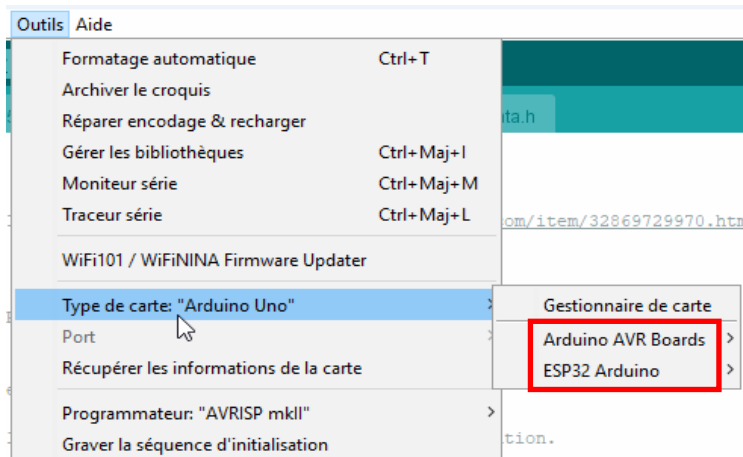 Outils Aide
Formatage automatique Ctrl+T
Archiver le croquis
Réparer encodage & recharger
ta.h
Gérer les bibliothèques Ctrl+Maj+I
Moniteur série Ctrl+Maj+M
Traceur série Ctrl+Maj+L
om/item/32869729970.htm
WiFi101 / WiFiNINA Firmware Updater
Type de carte: "Arduino Uno"
Gestionnaire de carte
Port
Arduino AVR Boards
Récupérer les informations de la carte
ESP32 Arduino
Programmateur: "AVRISP mkII"
Graver la séquence d'initialisation
tion.